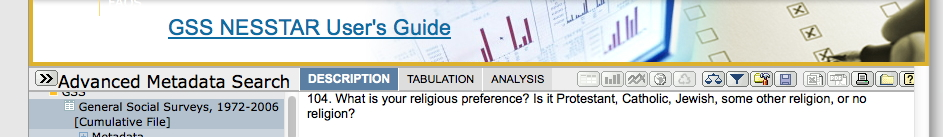 FAQs
GSS NESSTAR User's Guide
Advanced Metadata Search
DESCRIPTION TABULATION ANALYSIS
GSS
General Social Surveys, 1972-2006
[Cumulative File]
Metadata
104. What is your religious preference? Is it Protestant, Catholic, Jewish, some other religion, or no
religion?